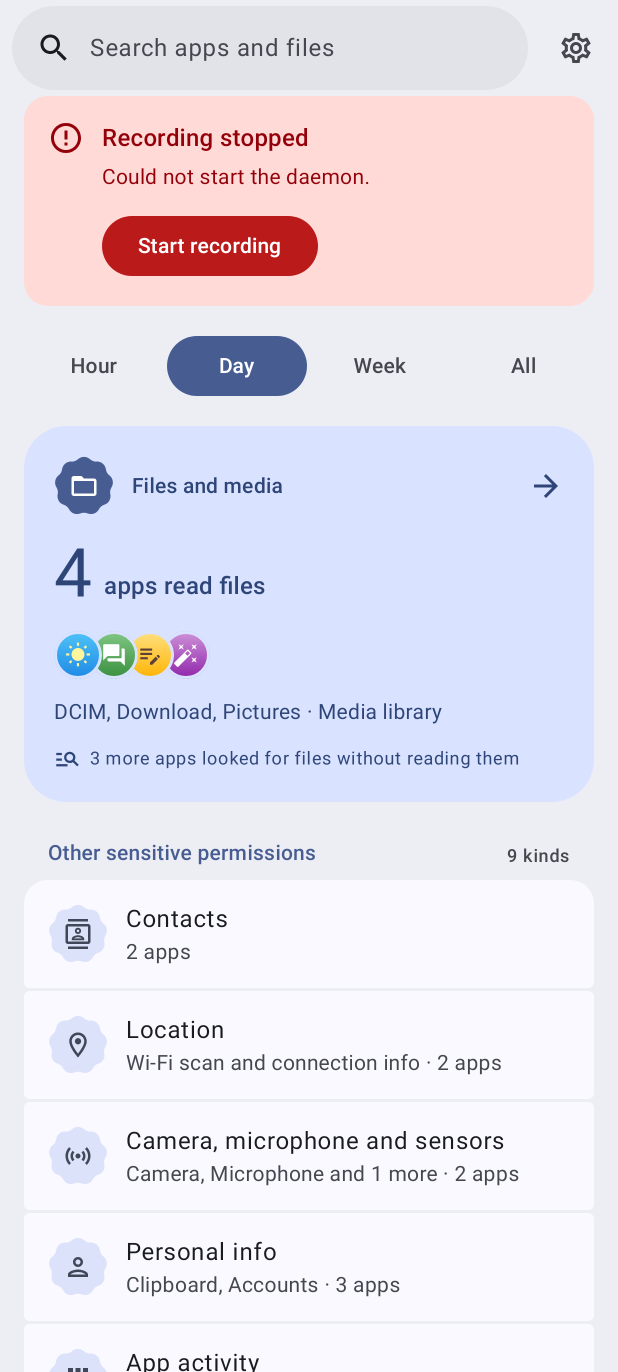 Search apps and files
Recording stopped
Could not start the daemon.
Start recording
Hour
Day
Week
All
Files and media
4 apps read files
DCIM, Download, Pictures · Media library
3 more apps looked for files without reading them
Other sensitive permissions
9 kinds
Contacts
2 apps
Location
Wi-Fi scan and connection info · 2 apps
Camera, microphone and sensors
Camera, Microphone and 1 more · 2 apps
Personal info
Clipboard, Accounts · 3 apps
App activity